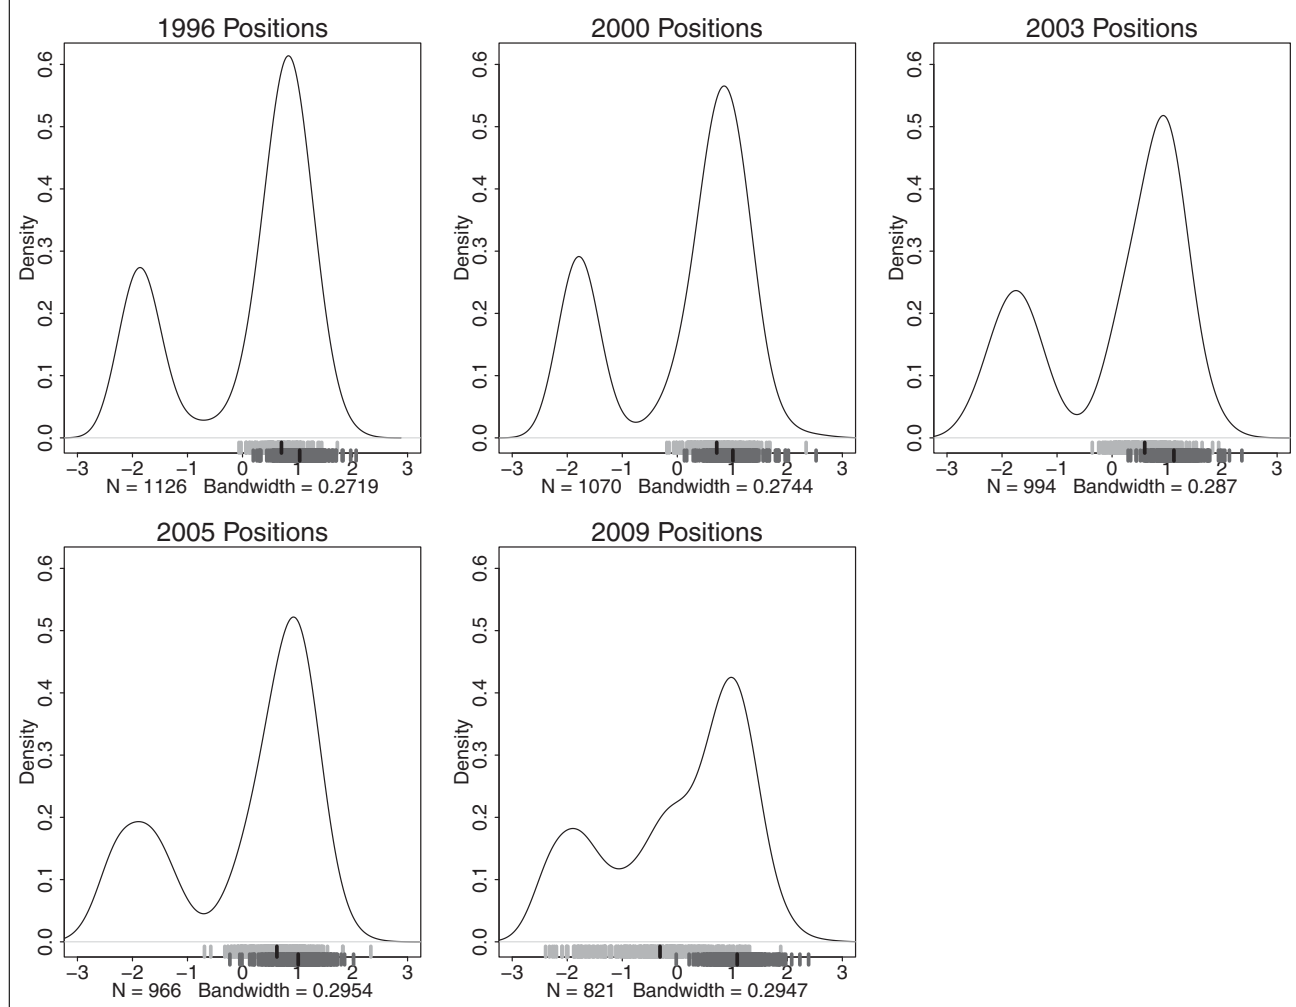 1996 Positions
Density
0.0 0.1 0.2 0.3 0.4 0.5 0.6
−3 −2 −1 0 1 2 3
N = 1126 Bandwidth = 0.2719
2000 Positions
Density
0.0 0.1 0.2 0.3 0.4 0.5 0.6
−3 −2 −1 0 1 2 3
N = 1070 Bandwidth = 0.2744
2003 Positions
Density
0.0 0.1 0.2 0.3 0.4 0.5 0.6
−3 −2 −1 0 1 2 3
N = 994 Bandwidth = 0.287
2005 Positions
Density
0.0 0.1 0.2 0.3 0.4 0.5 0.6
−3 −2 −1 0 1 2 3
N = 966 Bandwidth = 0.2954
2009 Positions
Density
0.0 0.1 0.2 0.3 0.4 0.5 0.6
−3 −2 −1 0 1 2 3
N = 821 Bandwidth = 0.2947